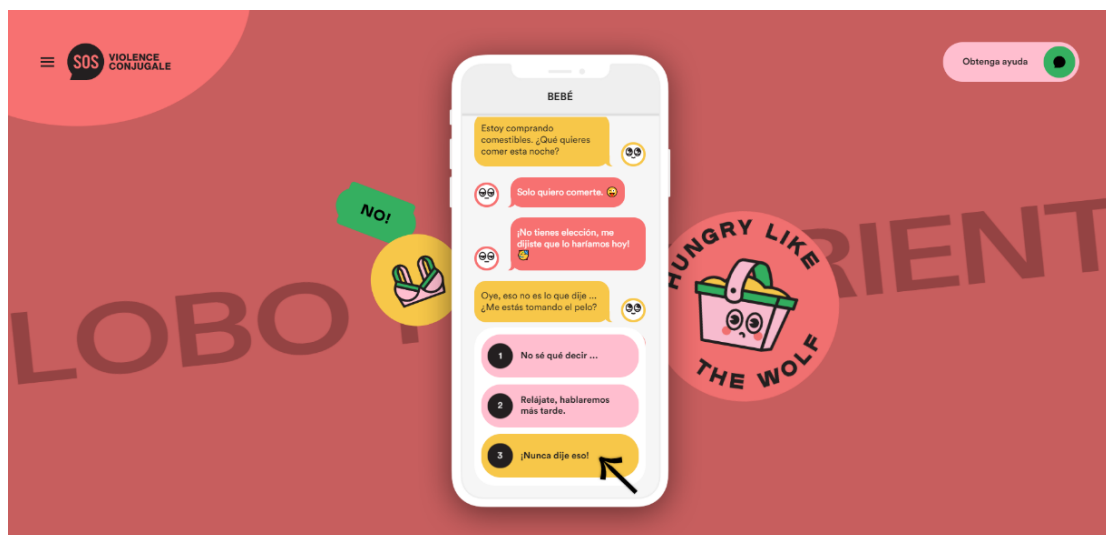 SOS
VIOLENCE
CONJUGALE
Obtenga ayuda
BEBÉ
Estoy comprando
comestibles. ¿Qué quieres
comer esta noche?
Solo quiero comerte. 😛
¡No tienes elección, me
dijiste que lo haríamos hoy!
Oye, eso no es lo que dije ...
¿Me estás tomando el pelo?
1 No sé qué decir ...
2 Relájate, hablaremos
más tarde.
3 ¡Nunca dije eso!
NO!
HUNGRY LIKE
THE WOLF
LOBO
RIENT